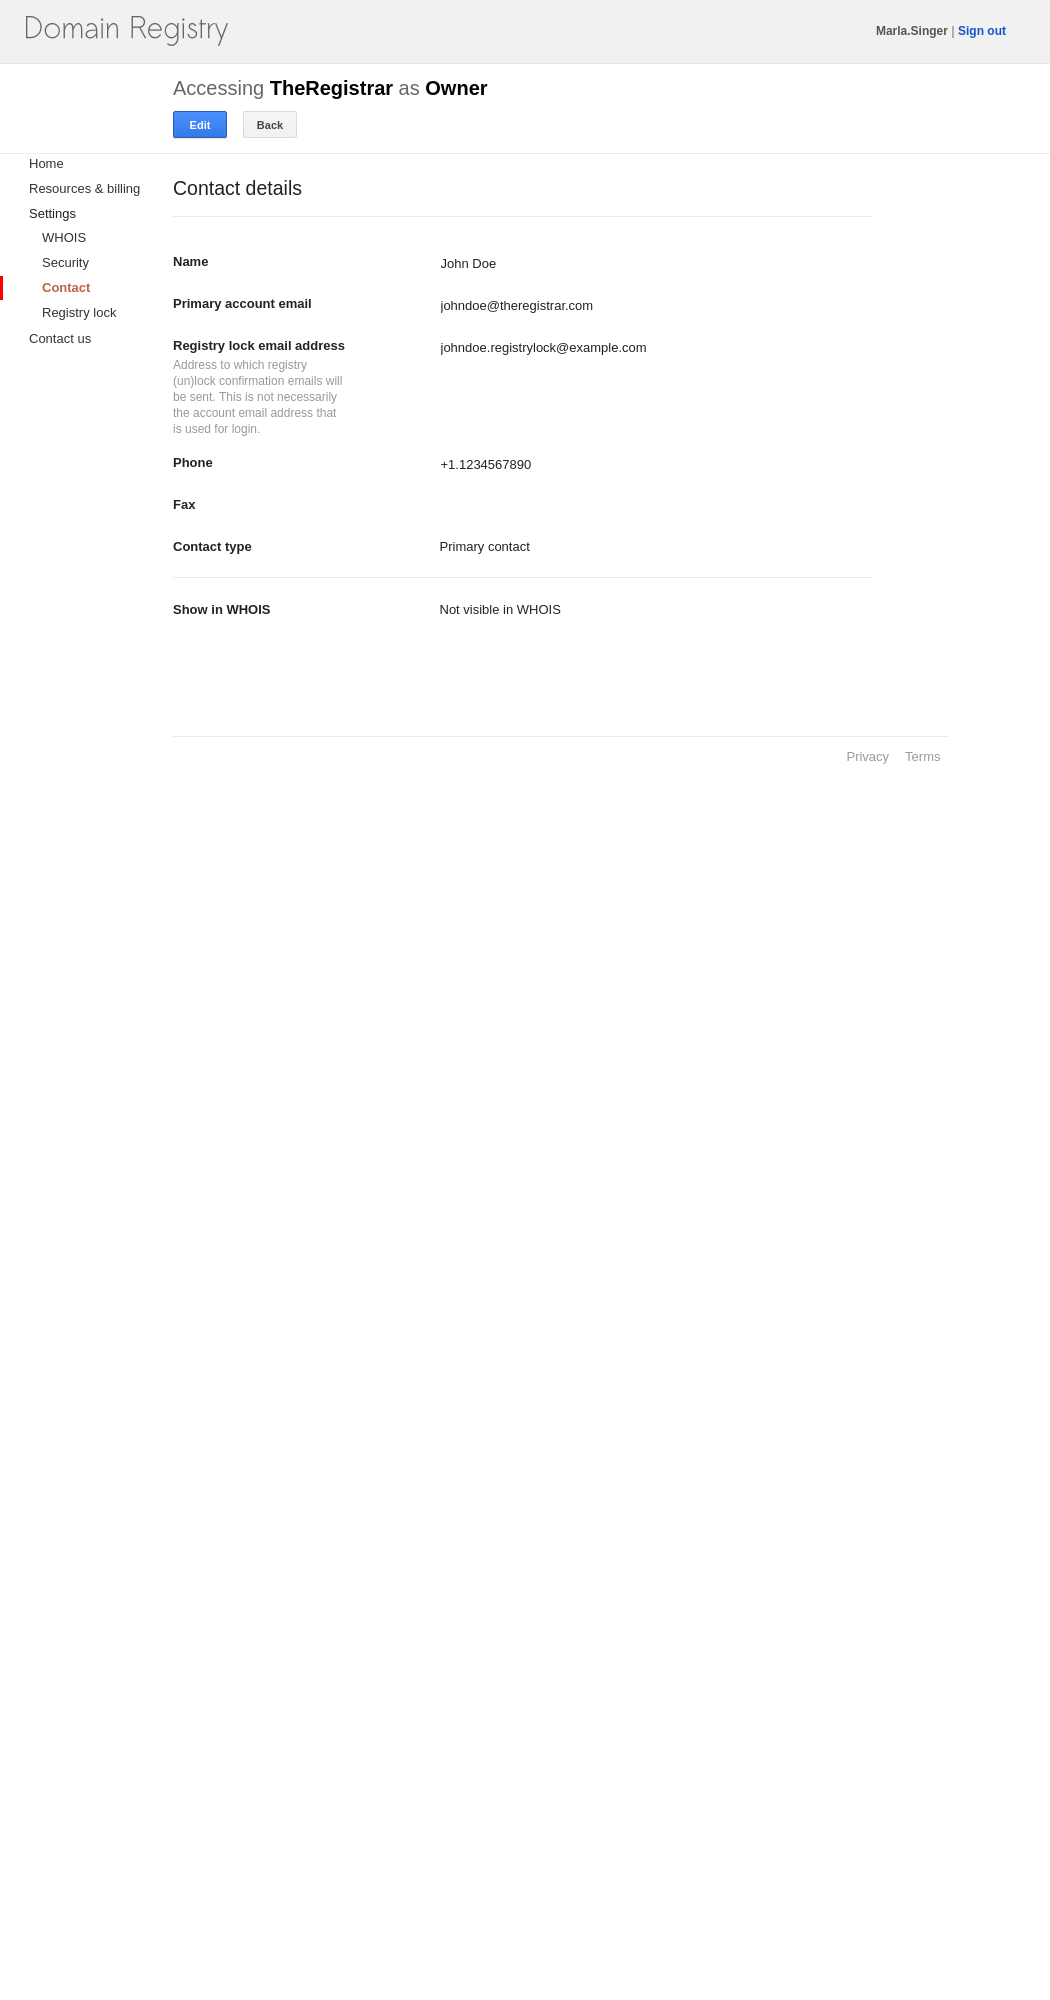 Domain Registry
Marla.Singer | Sign out
Accessing TheRegistrar as Owner
Edit Back
Home
Resources & billing
Settings
WHOIS
Security
Contact
Registry lock
Contact us
Contact details
Name John Doe
Primary account email johndoe@theregistrar.com
Registry lock email address johndoe.registrylock@example.com
Address to which registry
(un)lock confirmation emails will
be sent. This is not necessarily
the account email address that
is used for login.
Phone +1.1234567890
Fax
Contact type Primary contact
Show in WHOIS Not visible in WHOIS
Privacy Terms